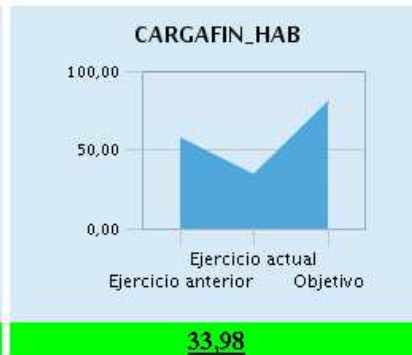 CARGAFIN_HAB
100,00
50,00
0,00
Ejercicio actual
Ejercicio anterior Objetivo
33,98